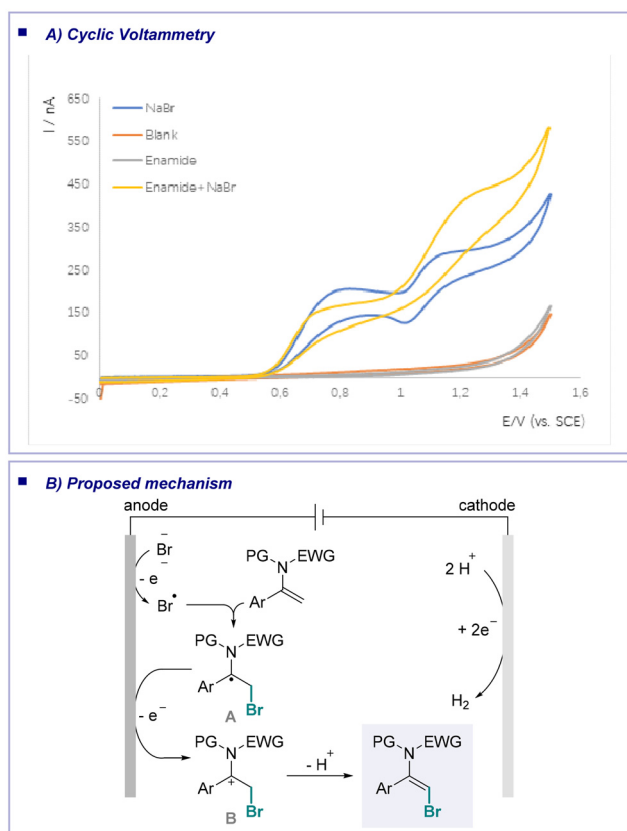 A) Cyclic Voltammetry
I / nA.
650
550
450
350
250
150
50
-50
NaBr
Blank
Enamide
Enamide+NaBr
0
0,2
0,4
0,6
0,8
1
1,2
1,4
1,6
E/V (vs. SCE)
B) Proposed mechanism
anode
cathode
Br⁻
- e⁻
Br•
PG N EWG
Ar
2 H⁺
+ 2e⁻
H₂
PG N EWG
Ar •
Br
A
- e⁻
PG N EWG
Ar +
Br
B
- H⁺
PG N EWG
Ar
Br